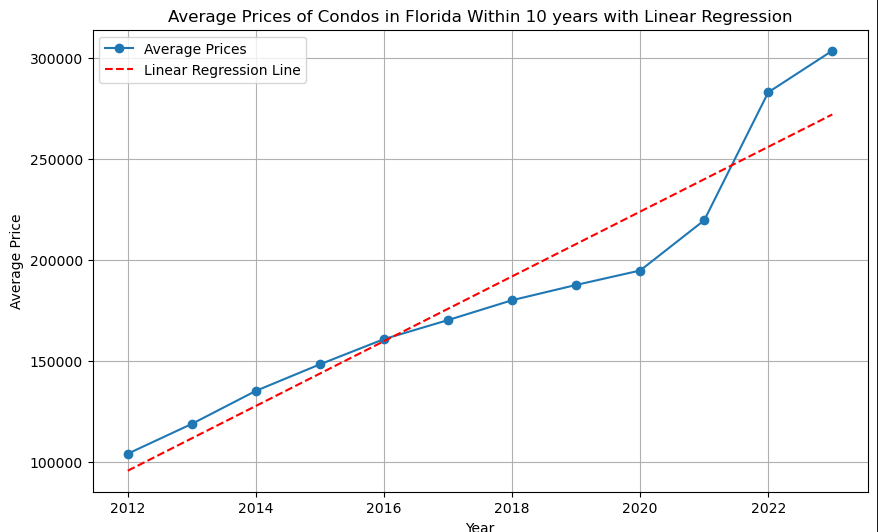 Average Prices of Condos in Florida Within 10 years with Linear Regression
Average Prices
Linear Regression Line
300000
250000
200000
150000
100000
Average Price
2012 2014 2016 2018 2020 2022
Year